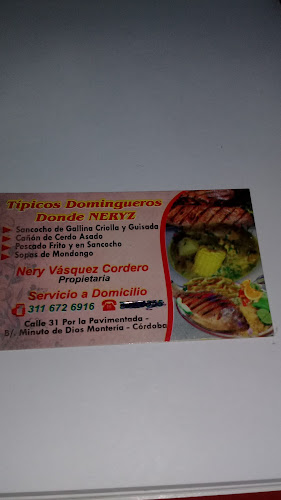 Típicos Domingueros
Donde NERYZ
Sancocho de Gallina Criolla y Guisada
Cañón de Cerdo Asado
Pescado Frito y en Sancocho
Sopas de Mondongo
Nery Vásquez Cordero
Propietaria
Servicio a Domicilio
311 672 6916
Calle 31 Por la Pavimentada -
B/. Minuto de Dios Montería - Córdoba